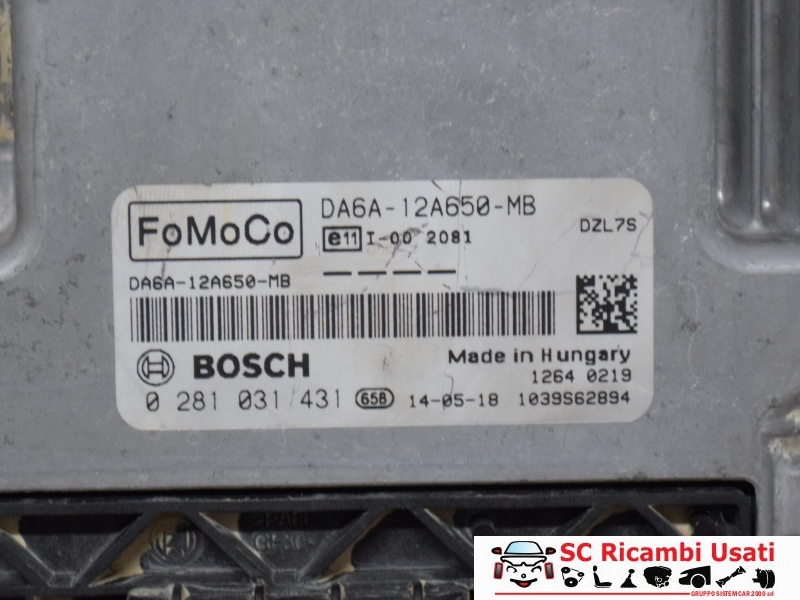 FoMoCo
DA6A-12A650-MB
e11 I-00 2081
DZL7S
DA6A-12A650-MB
BOSCH
Made in Hungary
1264 0219
0 281 031 431 658 14-05-18 1039S62894
SC Ricambi Usati
GRUPPO SISTEMCAR 2000 srl